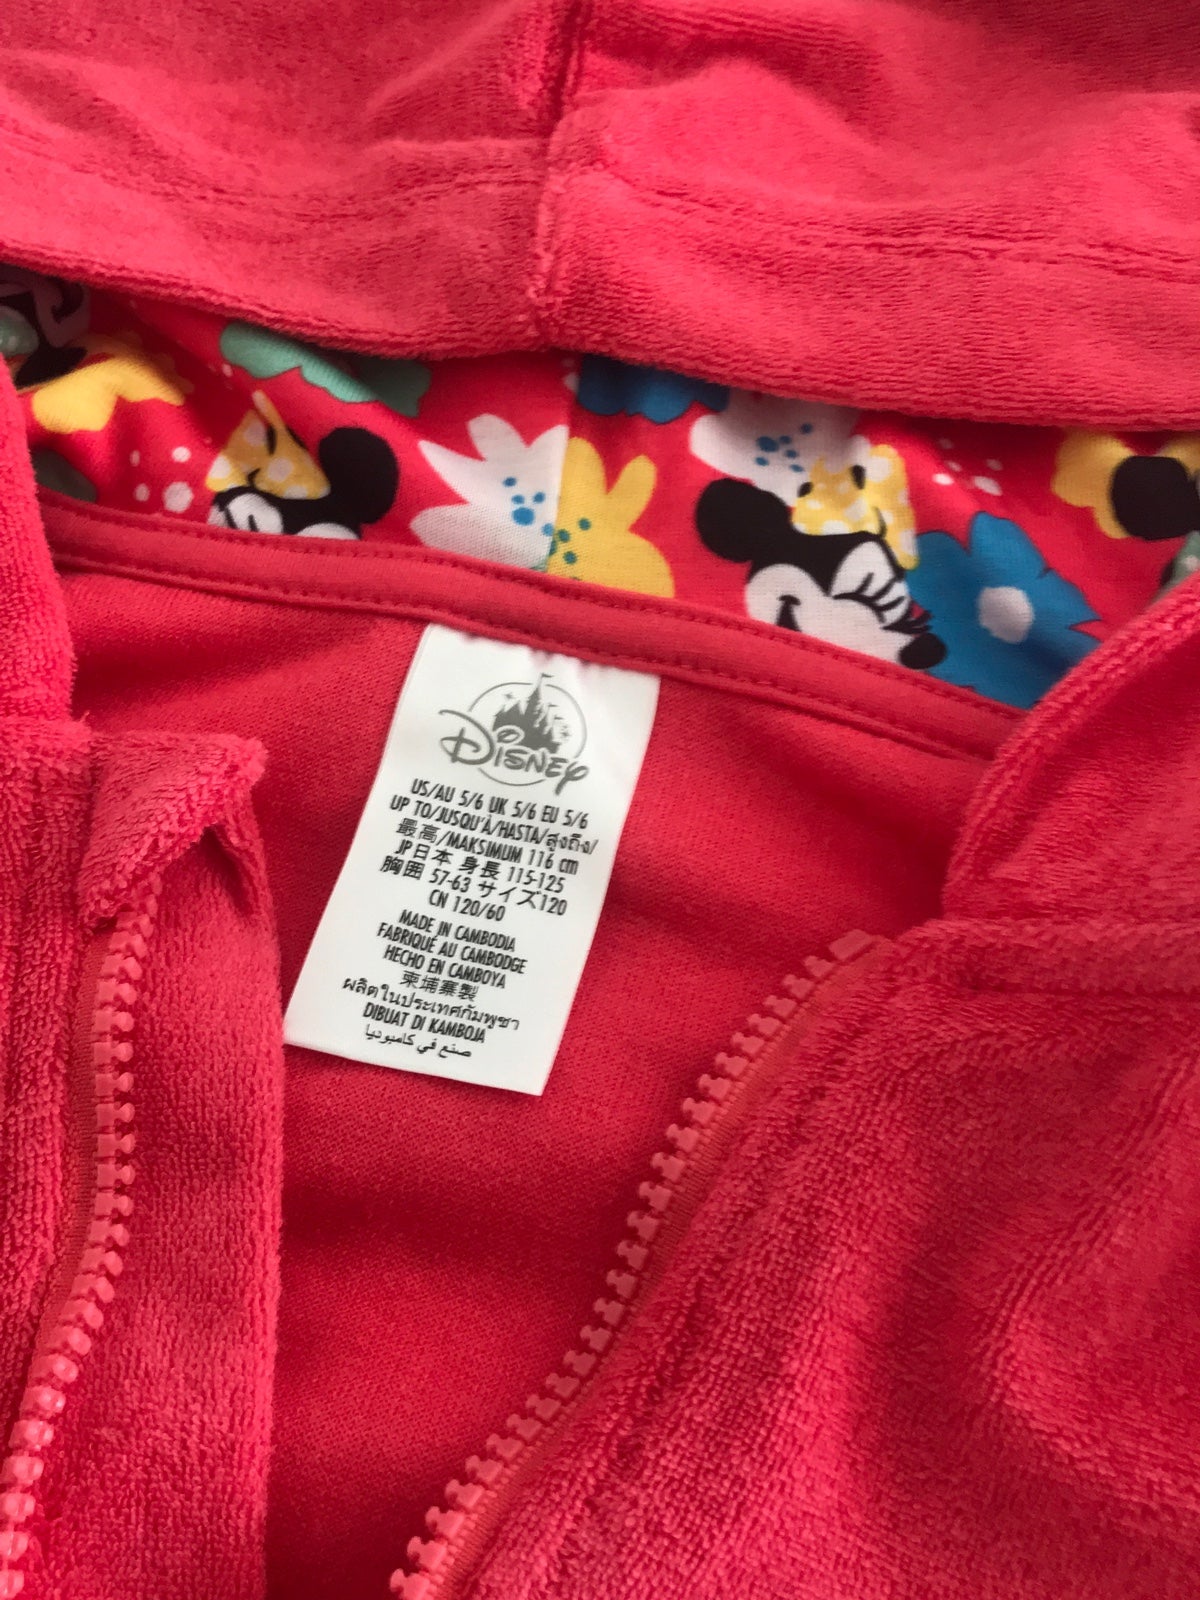 Disney
US/AU 5/6 UK 5/6 EU 5/6
UP TO/JUSQU'À/HASTA/สูงถึง/
最高/MAKSIMUM 116 cm
JP日本 身長 115-125
胸囲 57-63 サイズ120
CN 120/60
MADE IN CAMBODIA
FABRIQUÉ AU CAMBODGE
HECHO EN CAMBOYA
柬埔寨製
ผลิตในประเทศกัมพูชา
DIBUAT DI KAMBOJA
صنع في كامبوديا